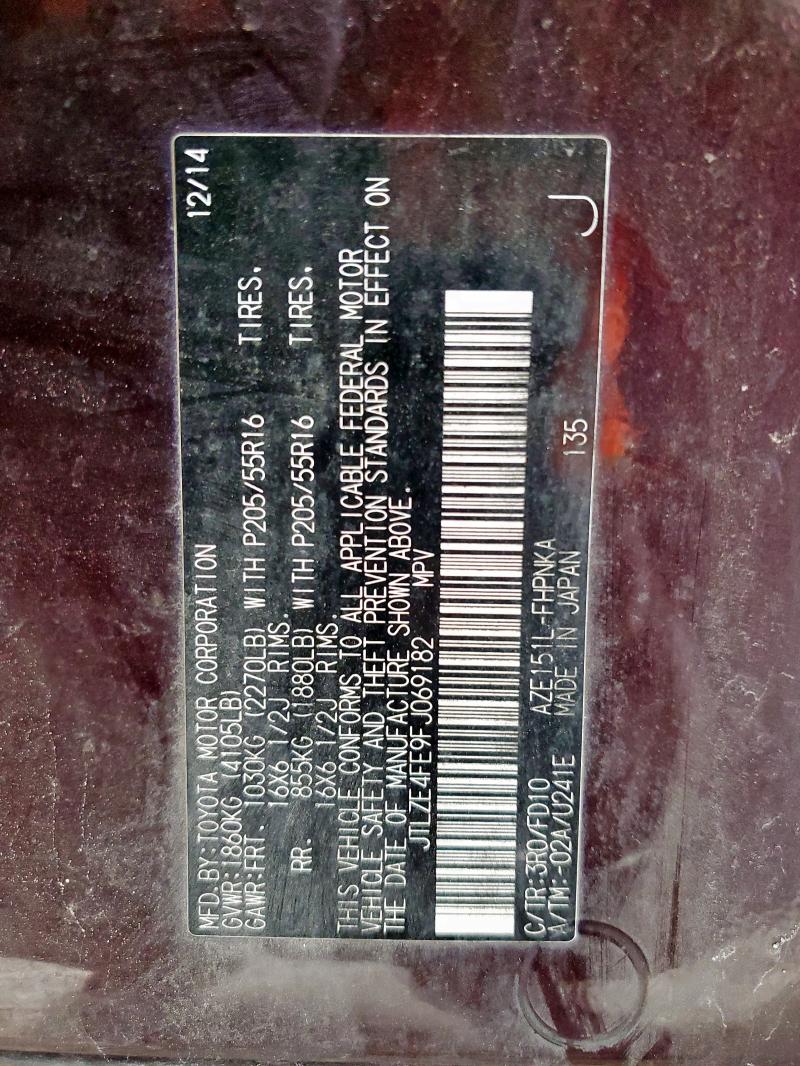 MFD. BY: TOYOTA MOTOR CORPORATION 12/14
GVWR: 1860KG (4105LB)
GAWR: FRT. 1030KG (2270LB) WITH P205/55R16 TIRES,
16X6 1/2J RIMS.
RR. 855KG (1880LB) WITH P205/55R16 TIRES,
16X6 1/2J RIMS.
THIS VEHICLE CONFORMS TO ALL APPLICABLE FEDERAL MOTOR
VEHICLE SAFETY AND THEFT PREVENTION STANDARDS IN EFFECT ON
THE DATE OF MANUFACTURE SHOWN ABOVE.
JTLZE4FE9FJ069182 MPV
C/TR: 3R0/FD10 AZE151L-FHPNKA 135 J
A/TM: -02A/U241E MADE IN JAPAN